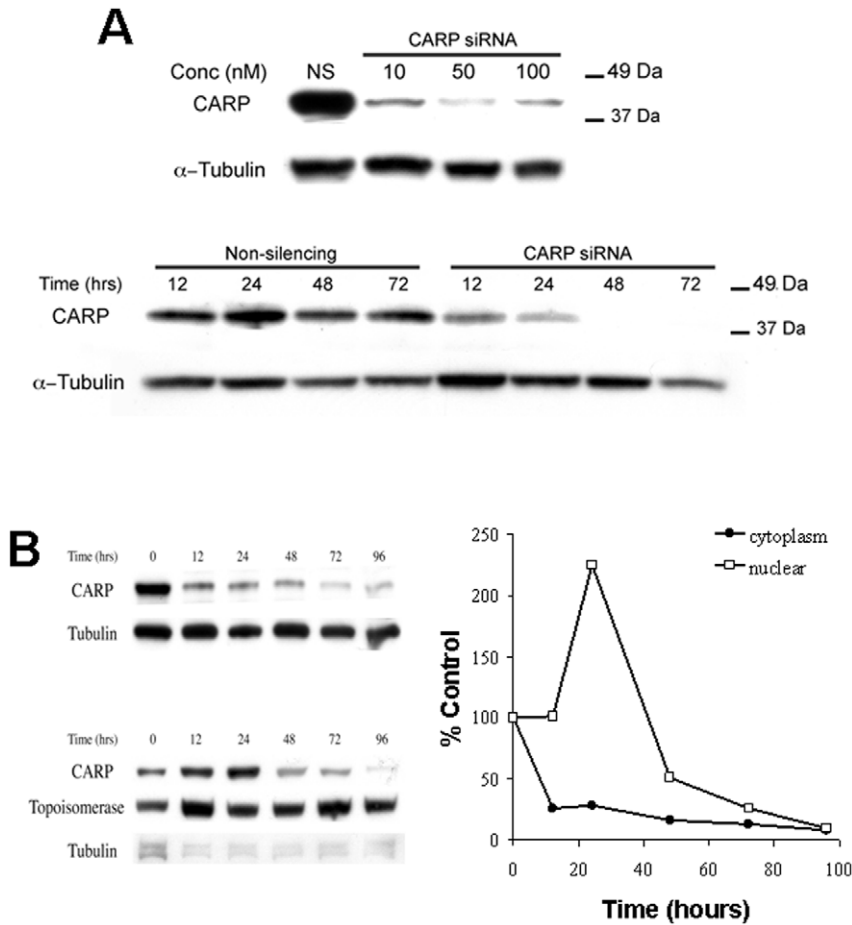 A
CARP siRNA
Conc (nM) NS 10 50 100 49 Da
CARP
37 Da
α–Tubulin
Non-silencing CARP siRNA
Time (hrs) 12 24 48 72 12 24 48 72 49 Da
CARP
37 Da
α–Tubulin
B
Time (hrs) 0 12 24 48 72 96
CARP
Tubulin
Time (hrs) 0 12 24 48 72 96
CARP
Topoisomerase
Tubulin
250
200
150
100
50
0
% Control
cytoplasm
nuclear
0 20 40 60 80 100
Time (hours)